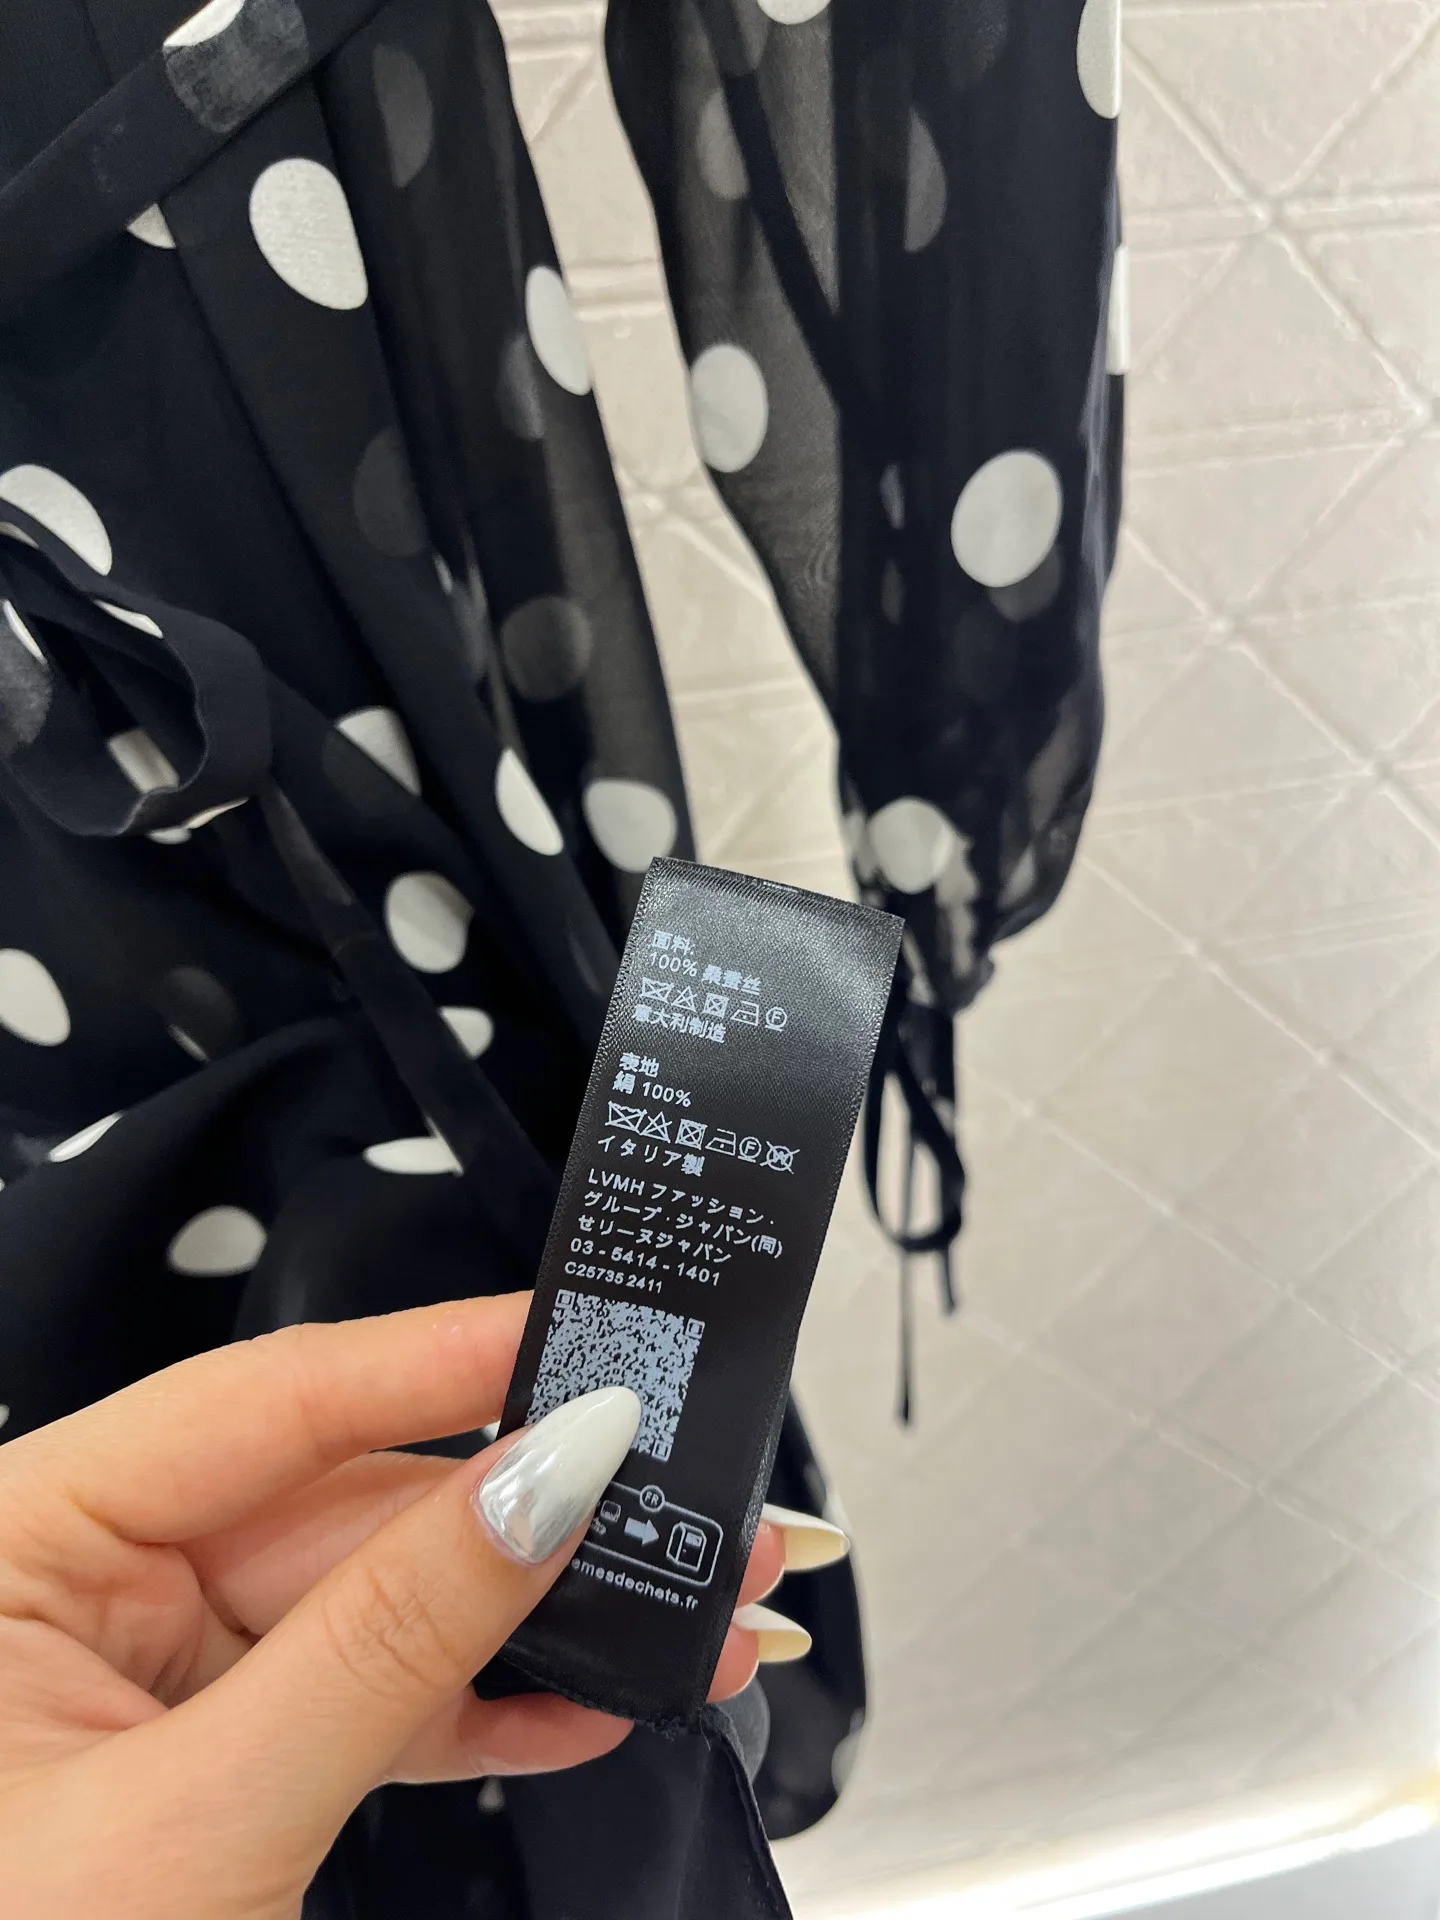 面料:
100% 桑蚕丝
F
意大利制造
表地
絹 100%
F W
イタリア製
LVMH ファッション.
グループ・ジャパン(同)
せリーヌジャパン
03 - 5414 - 1401
C25735 2411
FR
emesdechets.fr